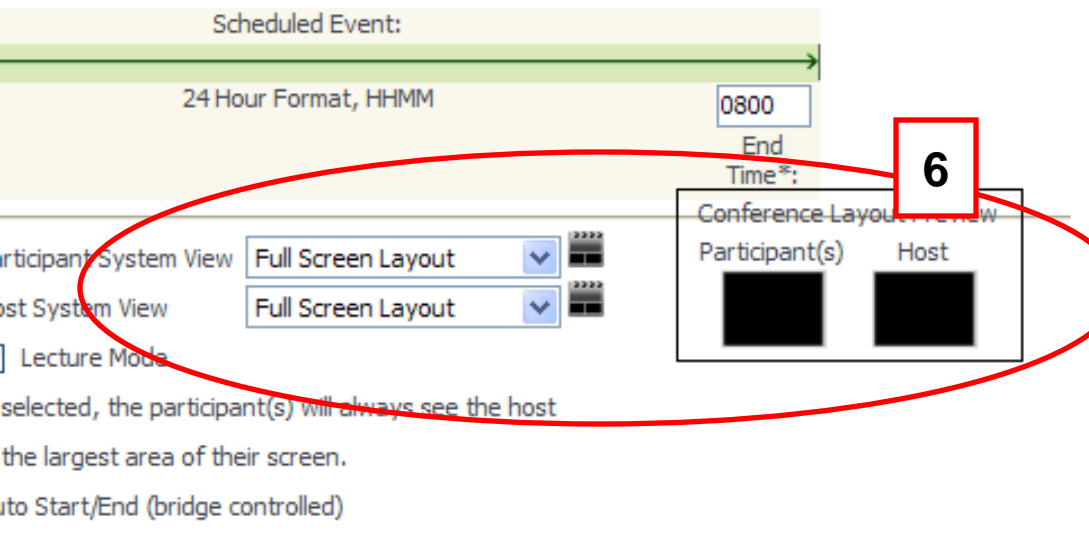 Scheduled Event:
24 Hour Format, HHMM
0800
End
Time*:
6
Conference Layout Preview
Participant(s) Host
articipant System View Full Screen Layout
ost System View Full Screen Layout
Lecture Mode
selected, the participant(s) will always see the host
the largest area of their screen.
uto Start/End (bridge controlled)